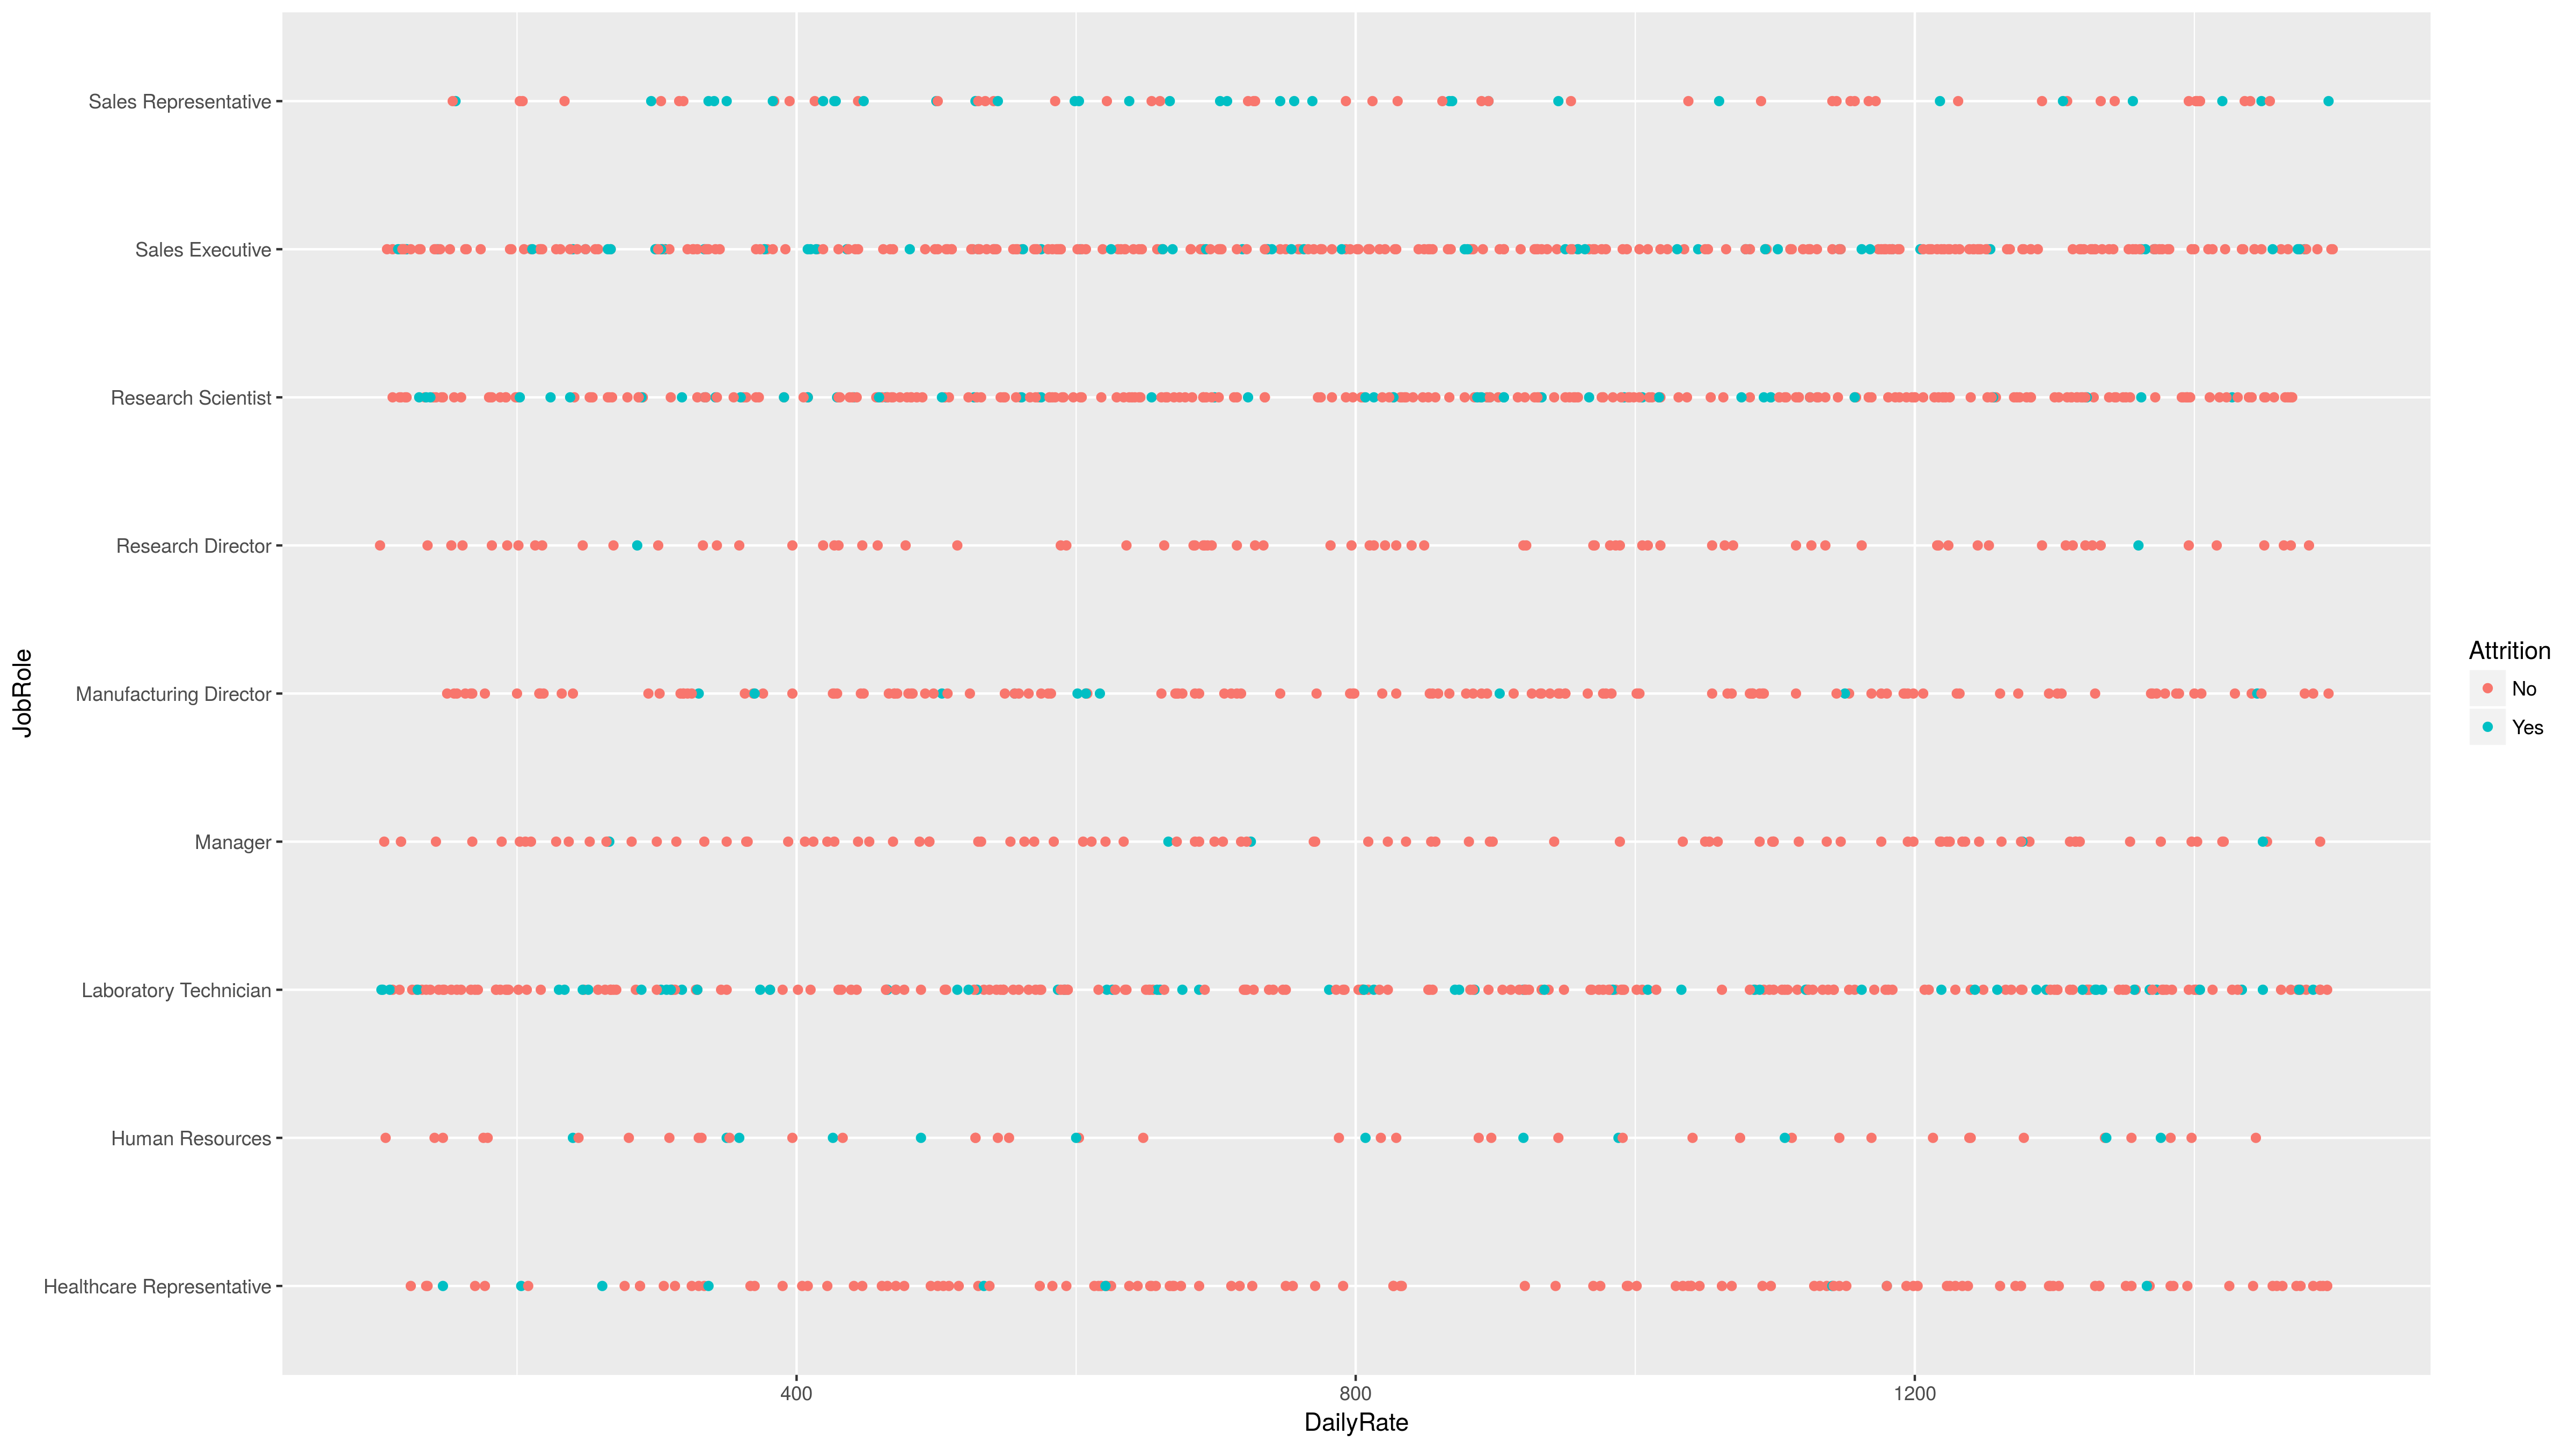 Sales Representative
Sales Executive
Research Scientist
Research Director
Manufacturing Director
Manager
Laboratory Technician
Human Resources
Healthcare Representative
JobRole
400
800
1200
DailyRate
Attrition
No
Yes